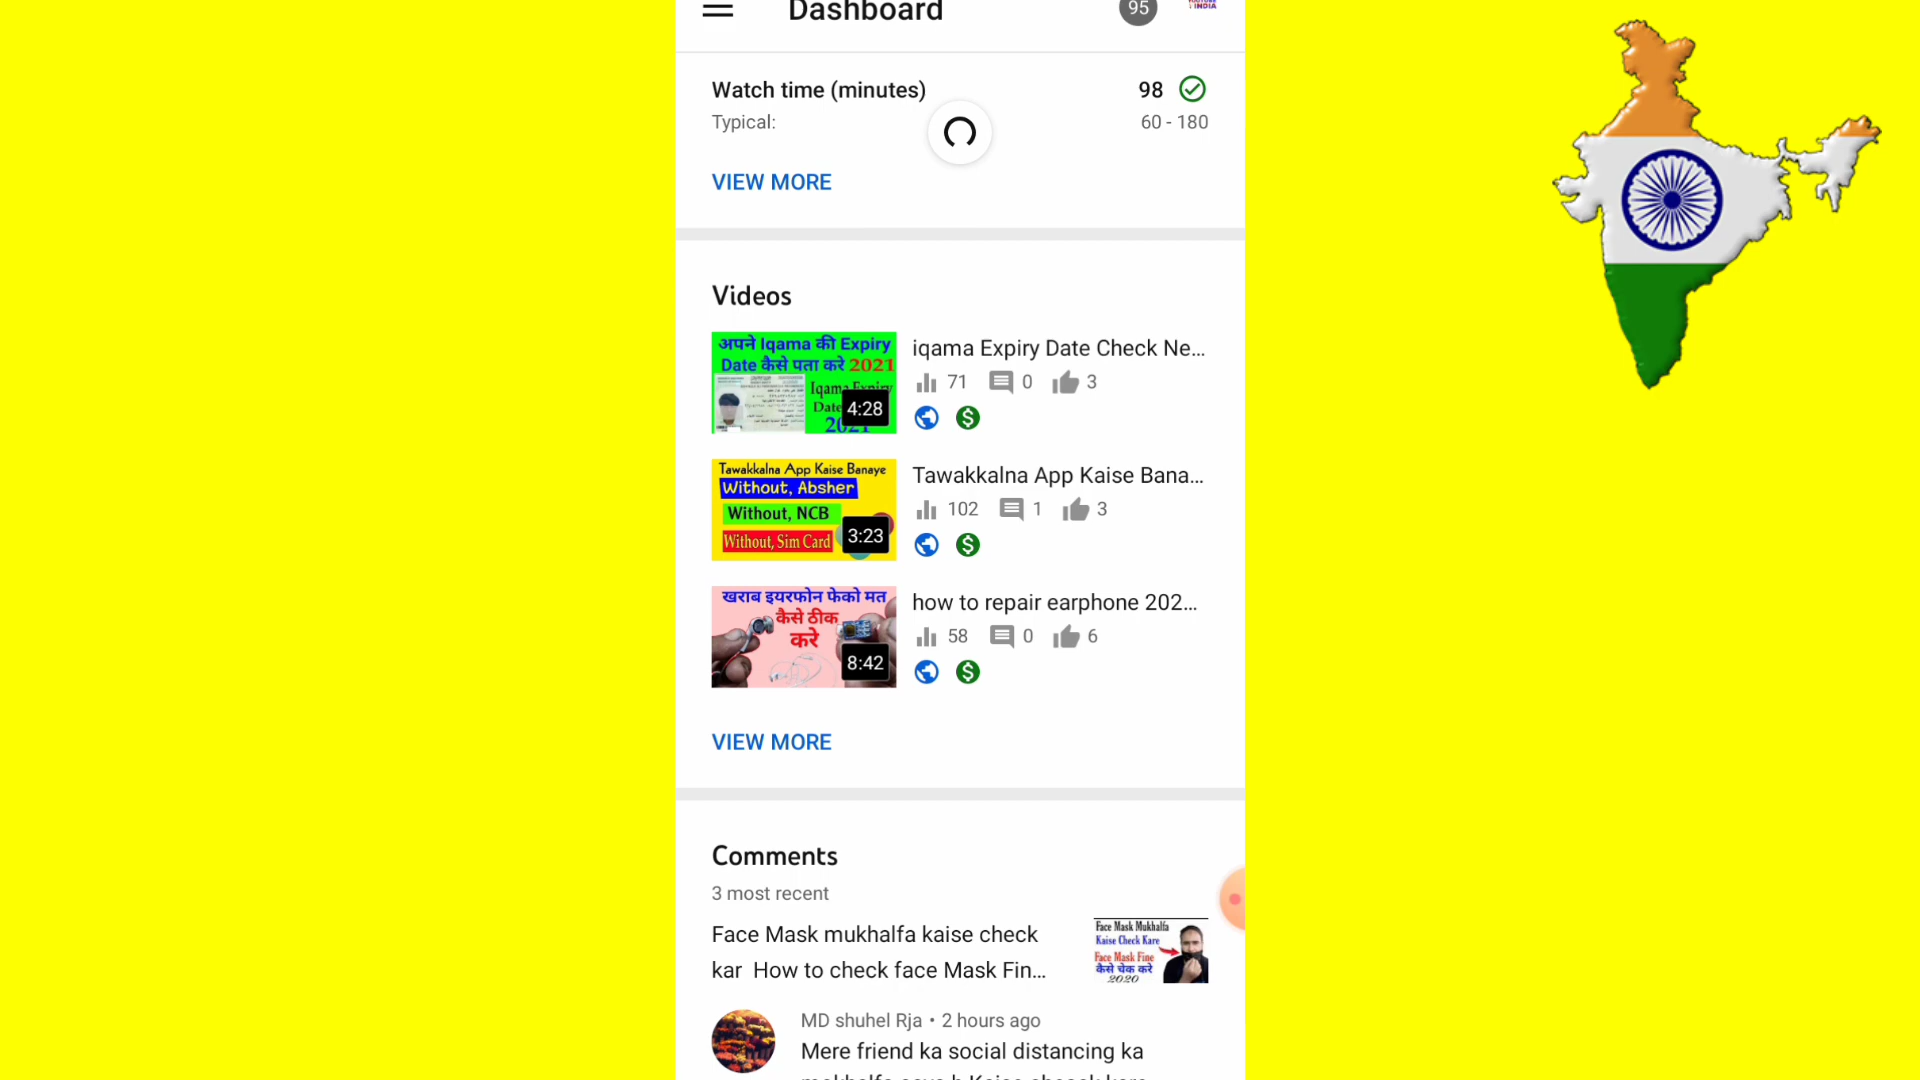 Dashboard
95
INDIA
Watch time (minutes)
98
Typical:
60 - 180
VIEW MORE
Videos
अपने Iqama की Expiry
Date कैसे पता करे 2021
Iqama Expiry
Date
2021
4:28
iqama Expiry Date Check Ne...
71
0
3
Tawakkalna App Kaise Banaye
Without, Absher
Without, NCB
Without, Sim Card
3:23
Tawakkalna App Kaise Bana...
102
1
3
खराब इयरफोन फेको मत
कैसे ठीक
करे
8:42
how to repair earphone 202...
58
0
6
VIEW MORE
Comments
3 most recent
Face Mask mukhalfa kaise check
kar How to check face Mask Fin...
Face Mask Mukhalfa
Kaise Check Kare
Face Mask Fine
कैसे चेक करे
2020
MD shuhel Rja • 2 hours ago
Mere friend ka social distancing ka